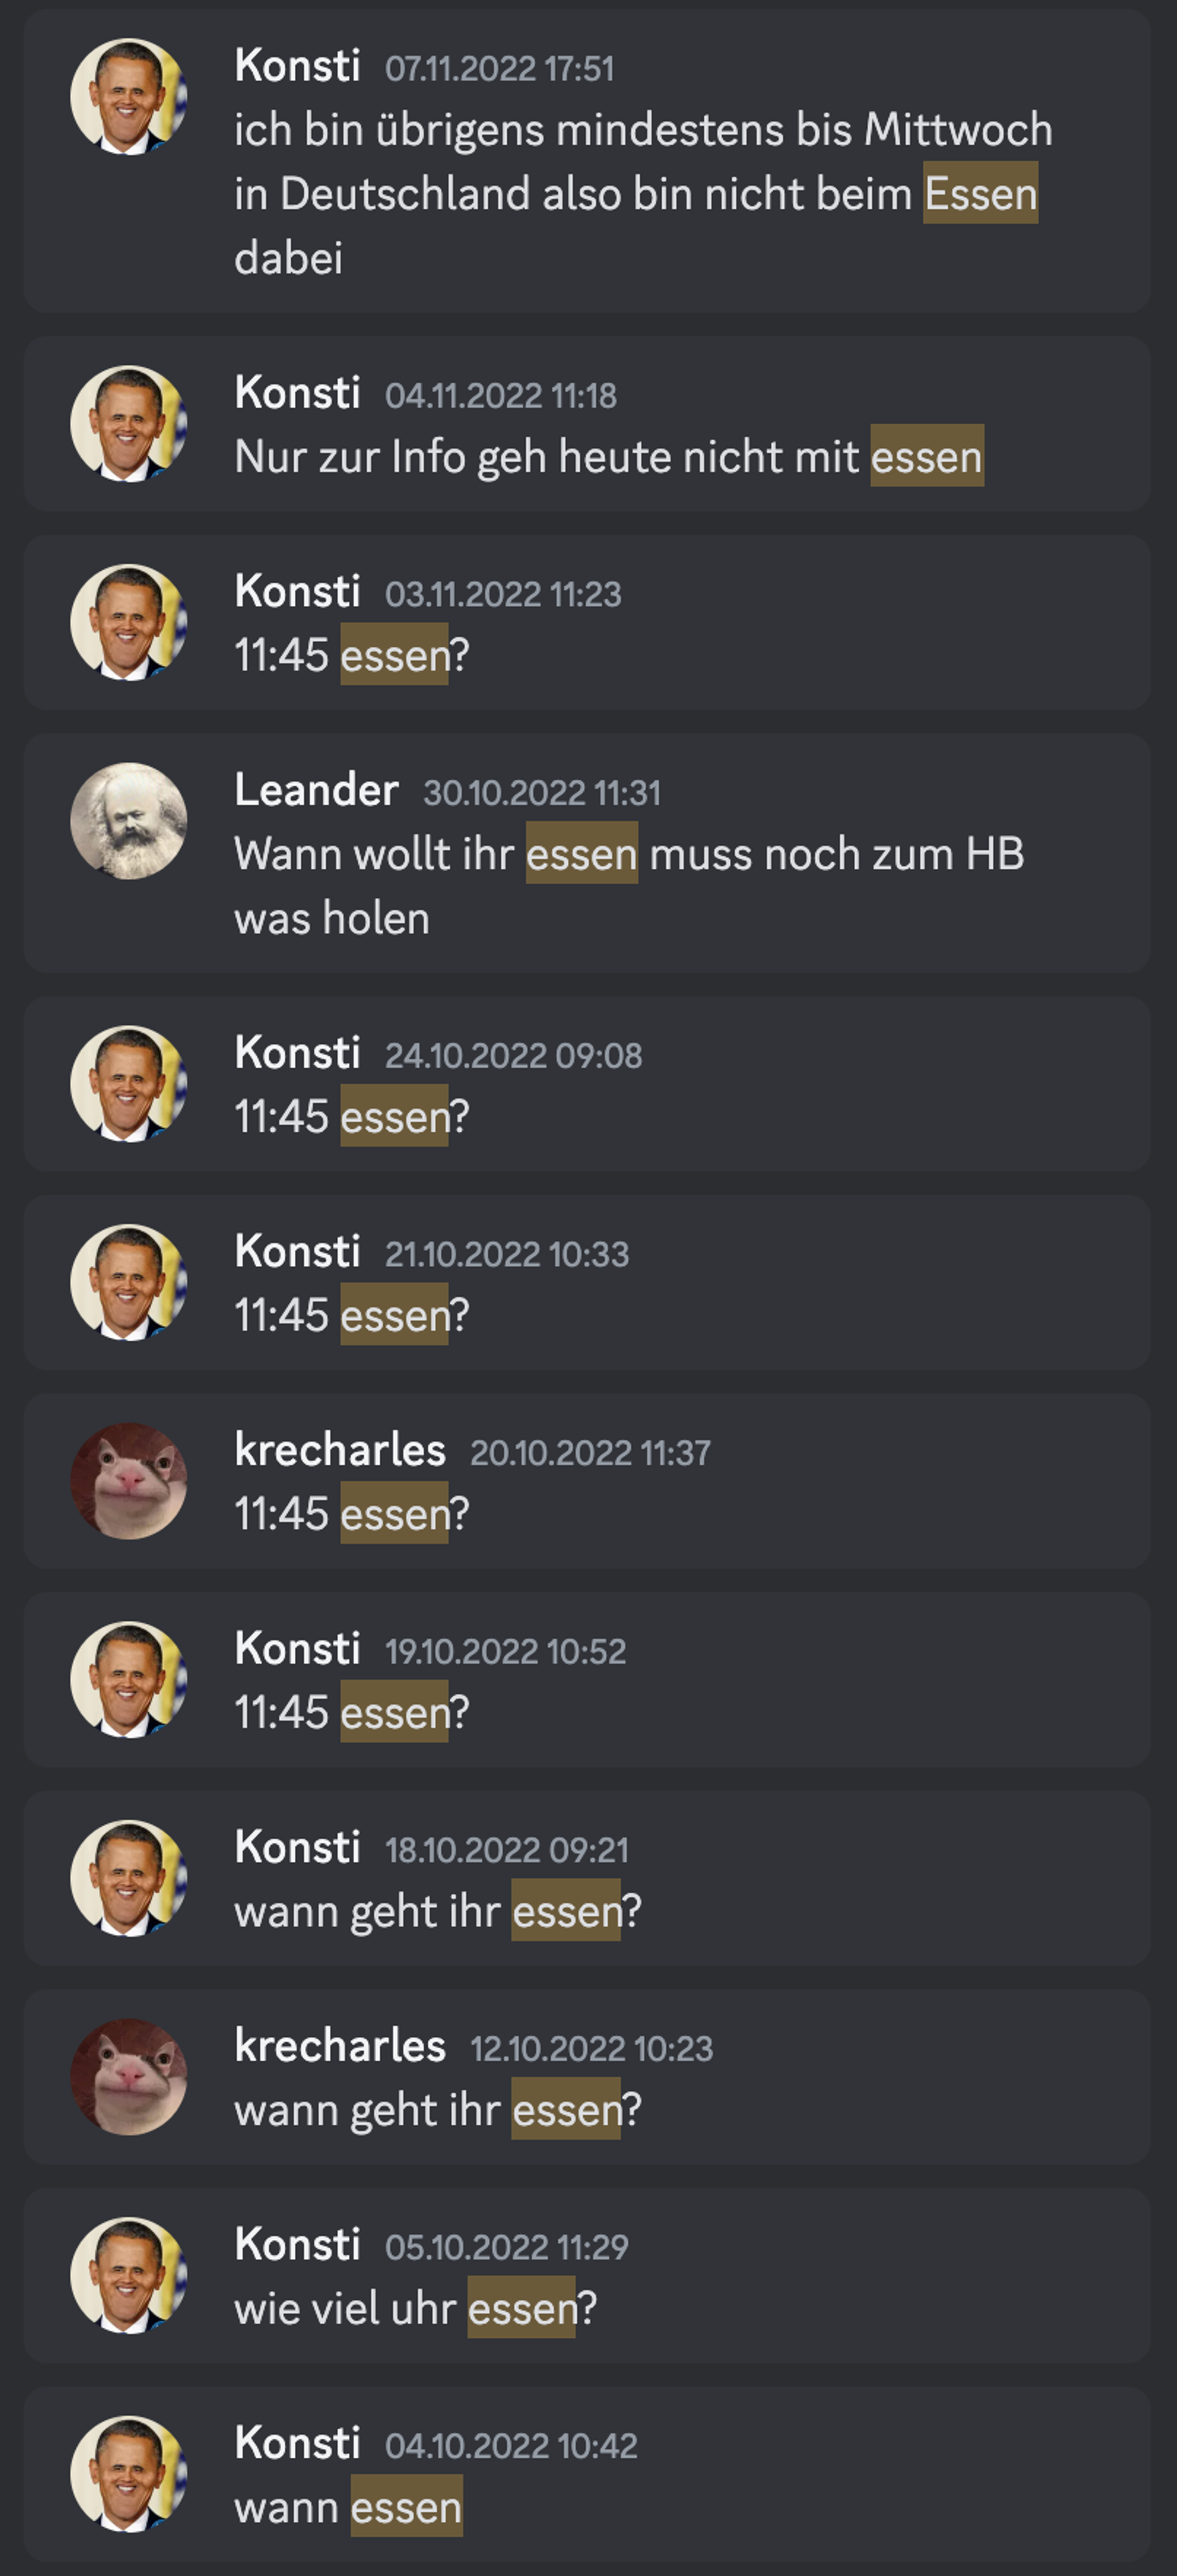 Konsti 07.11.2022 17:51
ich bin übrigens mindestens bis Mittwoch
in Deutschland also bin nicht beim Essen
dabei
Konsti 04.11.2022 11:18
Nur zur Info geh heute nicht mit essen
Konsti 03.11.2022 11:23
11:45 essen?
Leander 30.10.2022 11:31
Wann wollt ihr essen muss noch zum HB
was holen
Konsti 24.10.2022 09:08
11:45 essen?
Konsti 21.10.2022 10:33
11:45 essen?
krecharles 20.10.2022 11:37
11:45 essen?
Konsti 19.10.2022 10:52
11:45 essen?
Konsti 18.10.2022 09:21
wann geht ihr essen?
krecharles 12.10.2022 10:23
wann geht ihr essen?
Konsti 05.10.2022 11:29
wie viel uhr essen?
Konsti 04.10.2022 10:42
wann essen